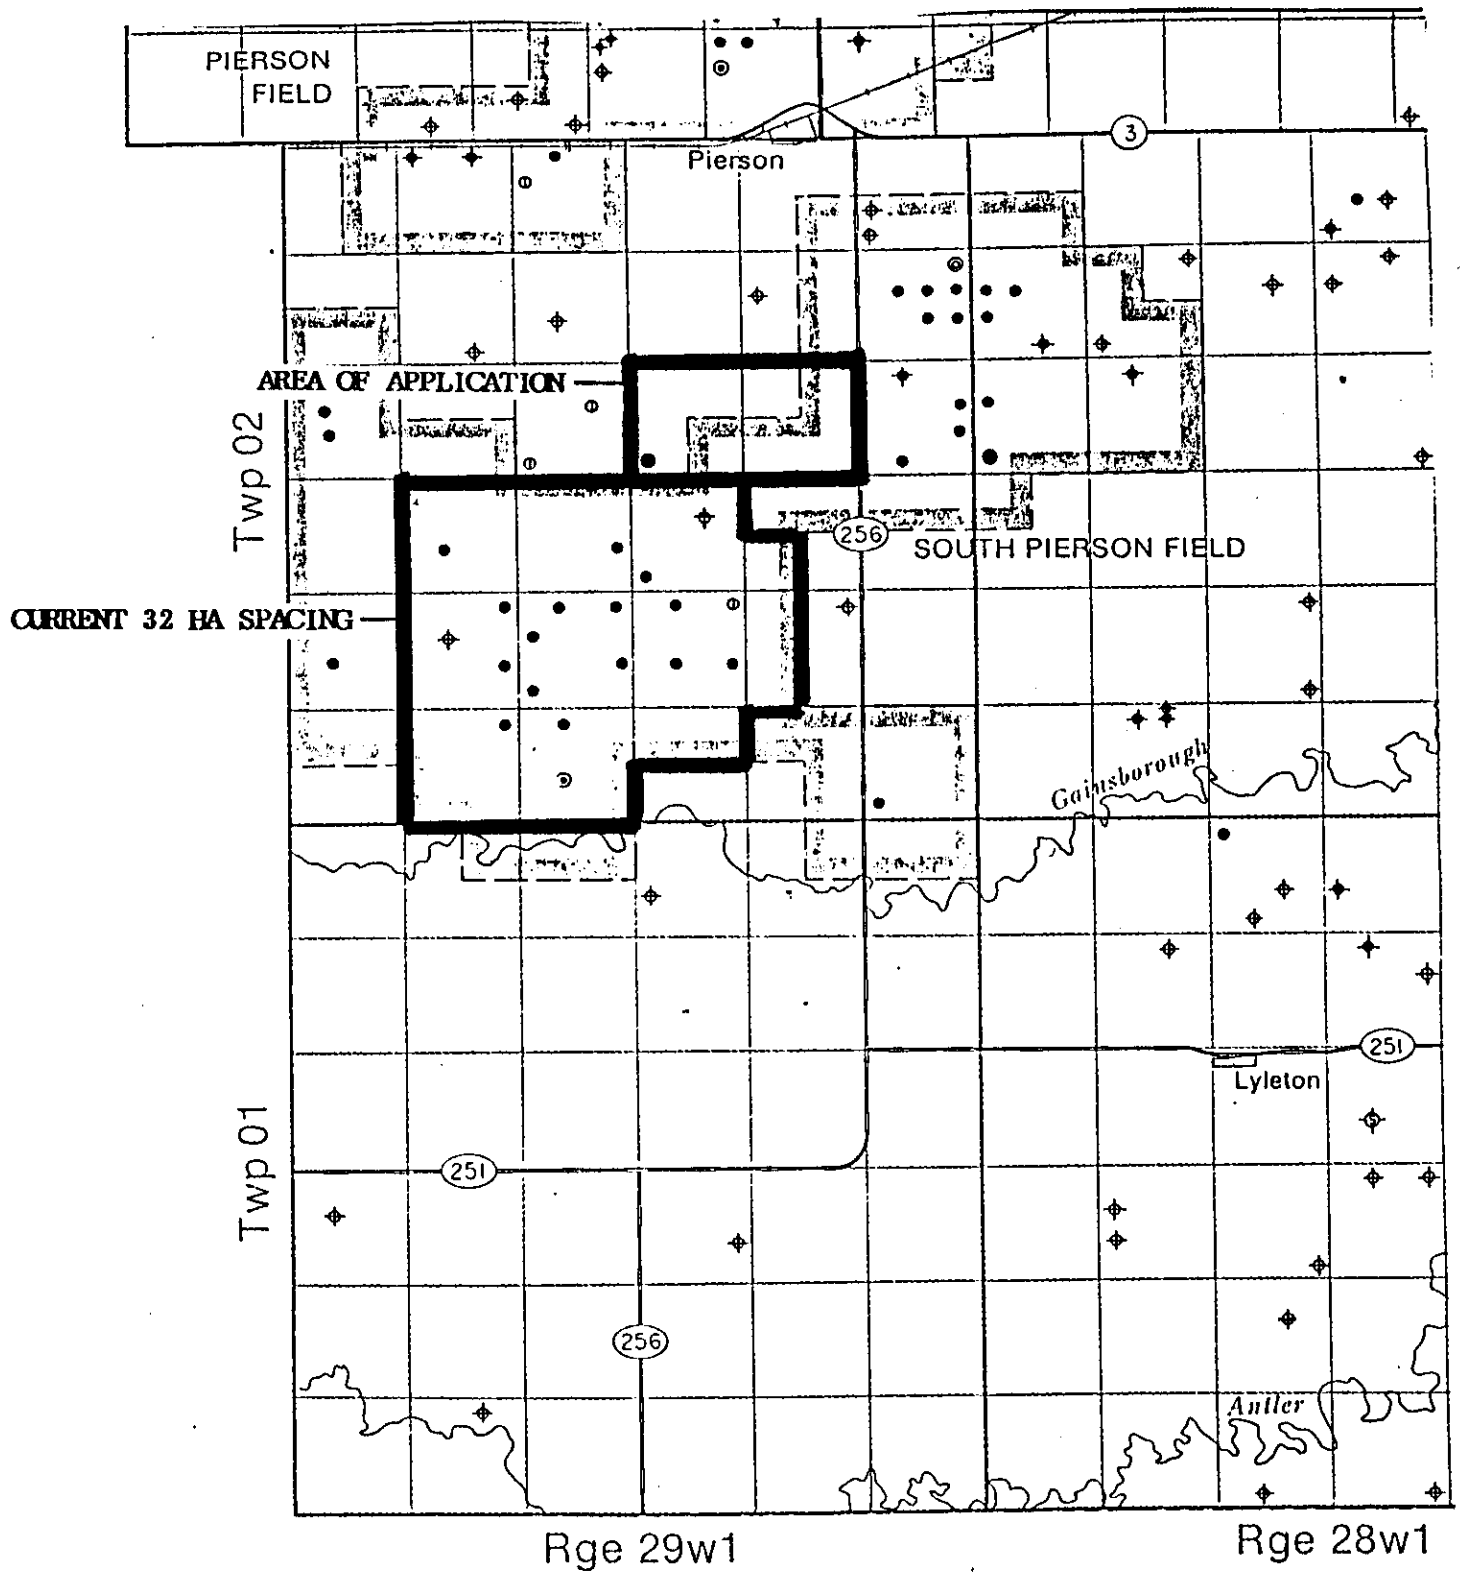 PIERSON
FIELD
3
Pierson
AREA OF APPLICATION
Twp 02
256
SOUTH PIERSON FIELD
CURRENT 32 HA SPACING
Gainsborough
251
Lyleton
S
Twp 01
251
256
Antler
Rge 29w1
Rge 28w1